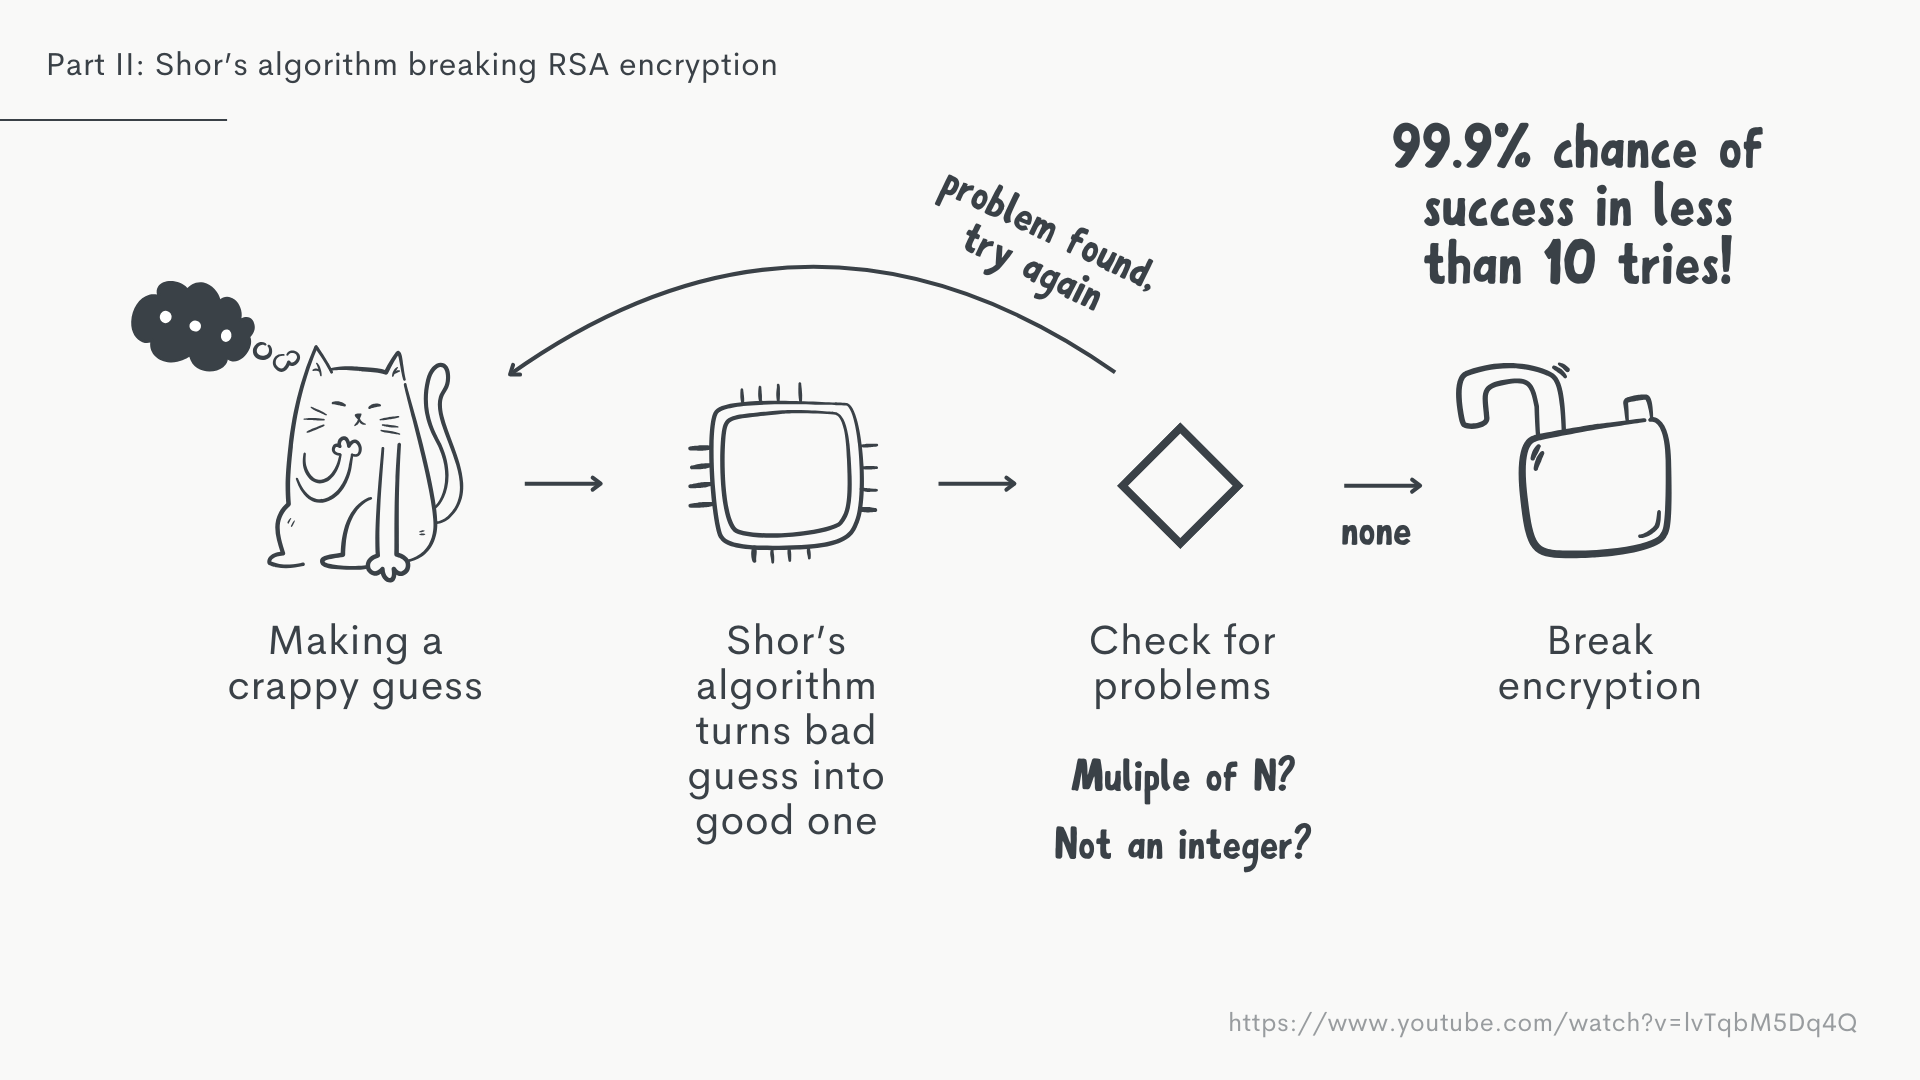 Part II: Shor’s algorithm breaking RSA encryption
99.9% chance of
success in less
than 10 tries!
problem found,
try again
none
Making a
crappy guess
Shor’s
algorithm
turns bad
guess into
good one
Check for
problems
Muliple of N?
Not an integer?
Break
encryption
https://www.youtube.com/watch?v=lvTqbM5Dq4Q